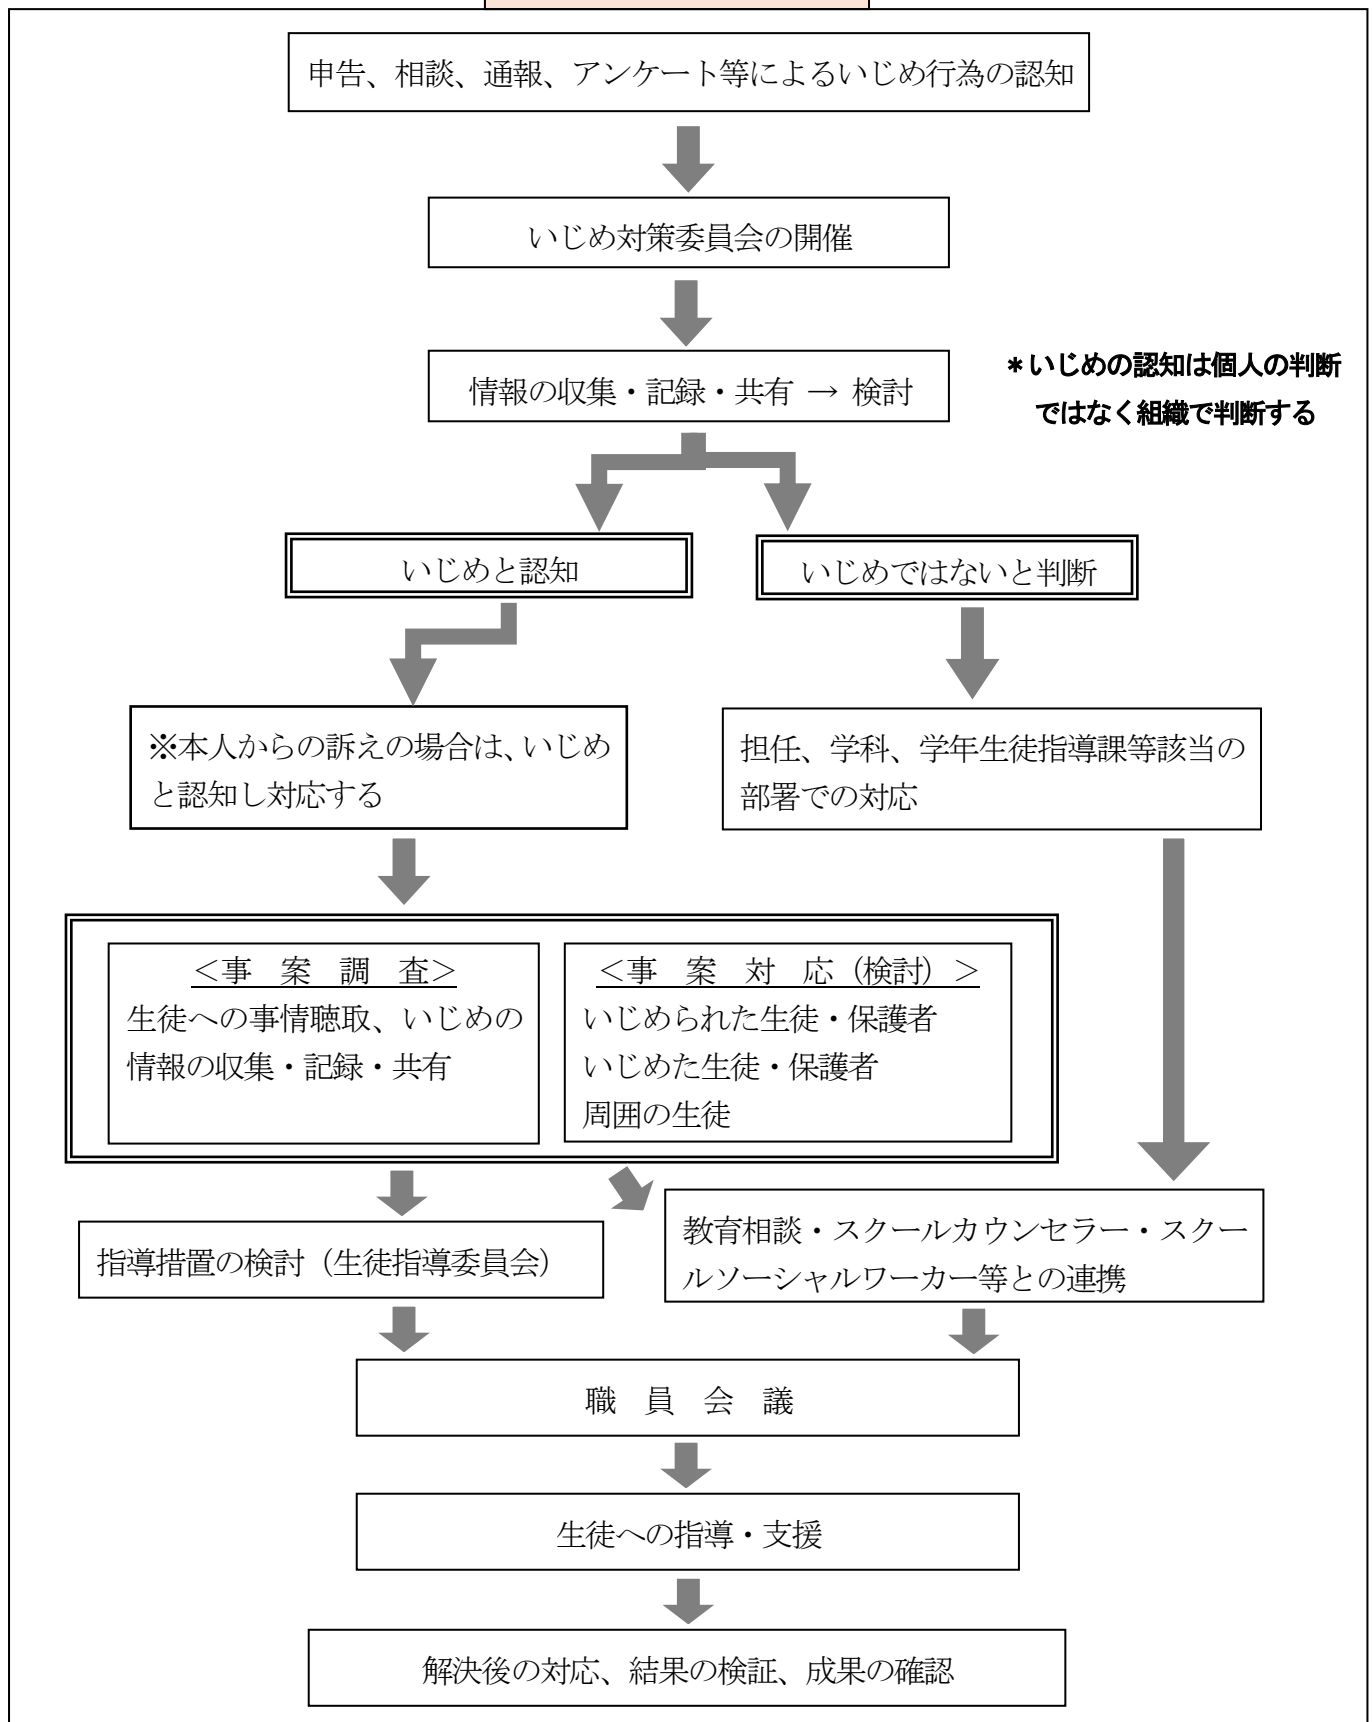 申告、相談、通報、アンケート等によるいじめ行為の認知
いじめ対策委員会の開催
情報の収集・記録・共有 → 検討
*いじめの認知は個人の判断
ではなく組織で判断する
いじめと認知
いじめではないと判断
※本人からの訴えの場合は、いじめ
と認知し対応する
担任、学科、学年生徒指導課等該当の
部署での対応
<事　案　調　査>
生徒への事情聴取、いじめの
情報の収集・記録・共有
<事　案　対　応（検討）>
いじめられた生徒・保護者
いじめた生徒・保護者
周囲の生徒
指導措置の検討（生徒指導委員会）
教育相談・スクールカウンセラー・スクー
ルソーシャルワーカー等との連携
職　員　会　議
生徒への指導・支援
解決後の対応、結果の検証、成果の確認